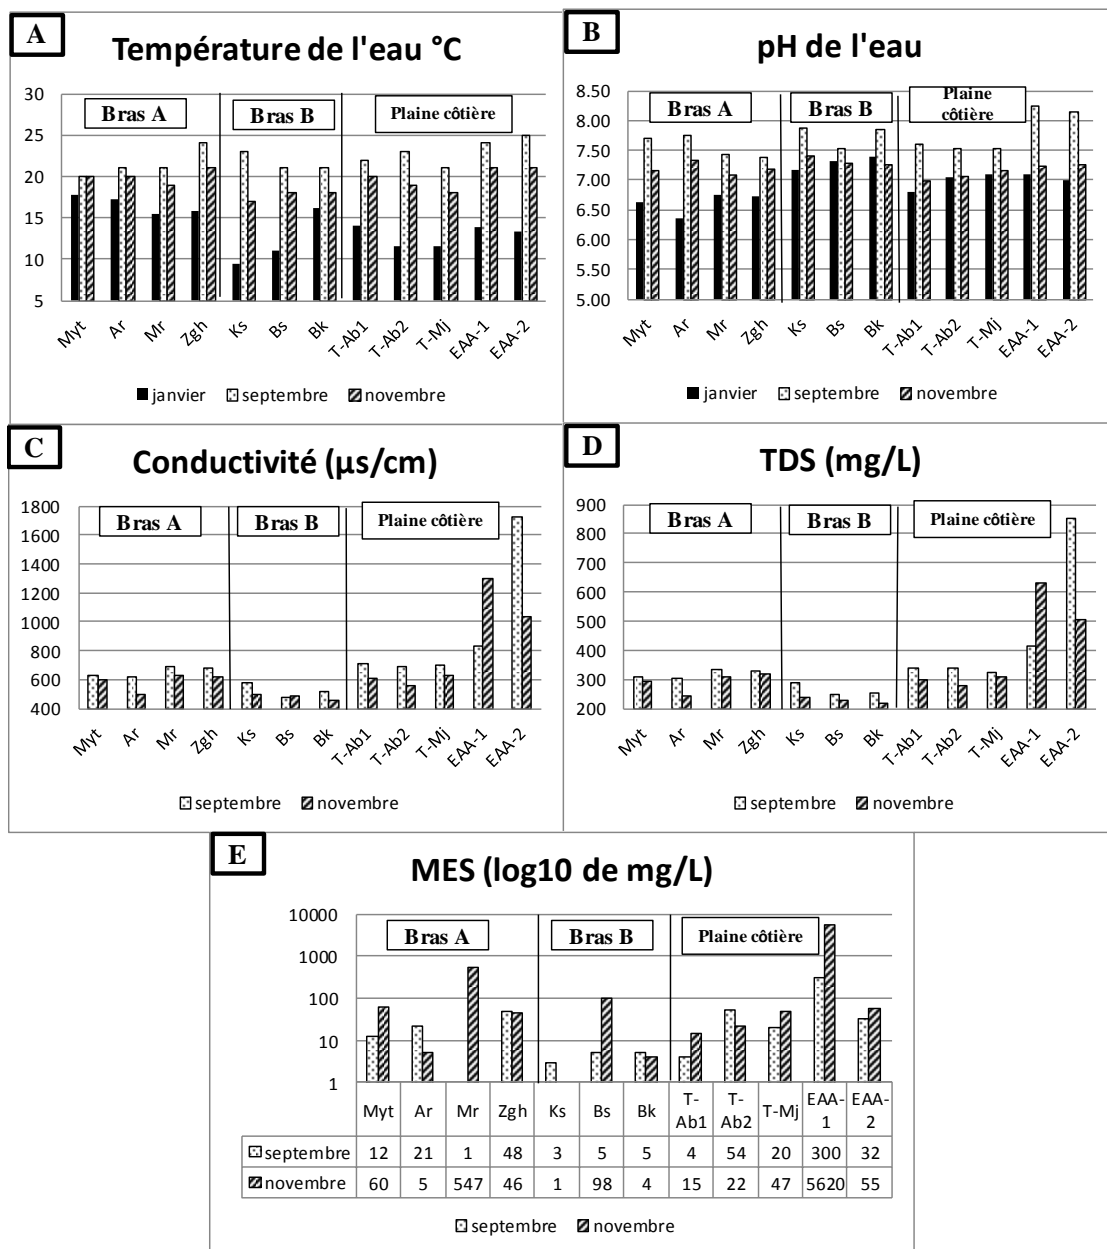 A
Température de l'eau °C
30
25
20
15
10
5
Bras A
Bras B
Plaine côtière
Myt
Ar
Mr
Zgh
Ks
Bs
Bk
T-Ab1
T-Ab2
T-Mj
EAA-1
EAA-2
janvier septembre novembre
B
pH de l'eau
8.50
8.00
7.50
7.00
6.50
6.00
5.50
5.00
Bras A
Bras B
Plaine
côtière
Myt
Ar
Mr
Zgh
Ks
Bs
Bk
T-Ab1
T-Ab2
T-Mj
EAA-1
EAA-2
janvier septembre novembre
C
Conductivité (µs/cm)
1800
1600
1400
1200
1000
800
600
400
Bras A
Bras B
Plaine côtière
Myt
Ar
Mr
Zgh
Ks
Bs
Bk
T-Ab1
T-Ab2
T-Mj
EAA-1
EAA-2
septembre novembre
D
TDS (mg/L)
900
800
700
600
500
400
300
200
Bras A
Bras B
Plaine côtière
Myt
Ar
Mr
Zgh
Ks
Bs
Bk
T-Ab1
T-Ab2
T-Mj
EAA-1
EAA-2
septembre novembre
E
MES (log10 de mg/L)
10000
1000
100
10
1
Bras A
Bras B
Plaine côtière
Myt Ar Mr Zgh Ks Bs Bk T-Ab1 T-Ab2 T-Mj EAA-1 EAA-2
septembre 12 21 1 48 3 5 5 4 54 20 300 32
novembre 60 5 547 46 1 98 4 15 22 47 5620 55
septembre novembre